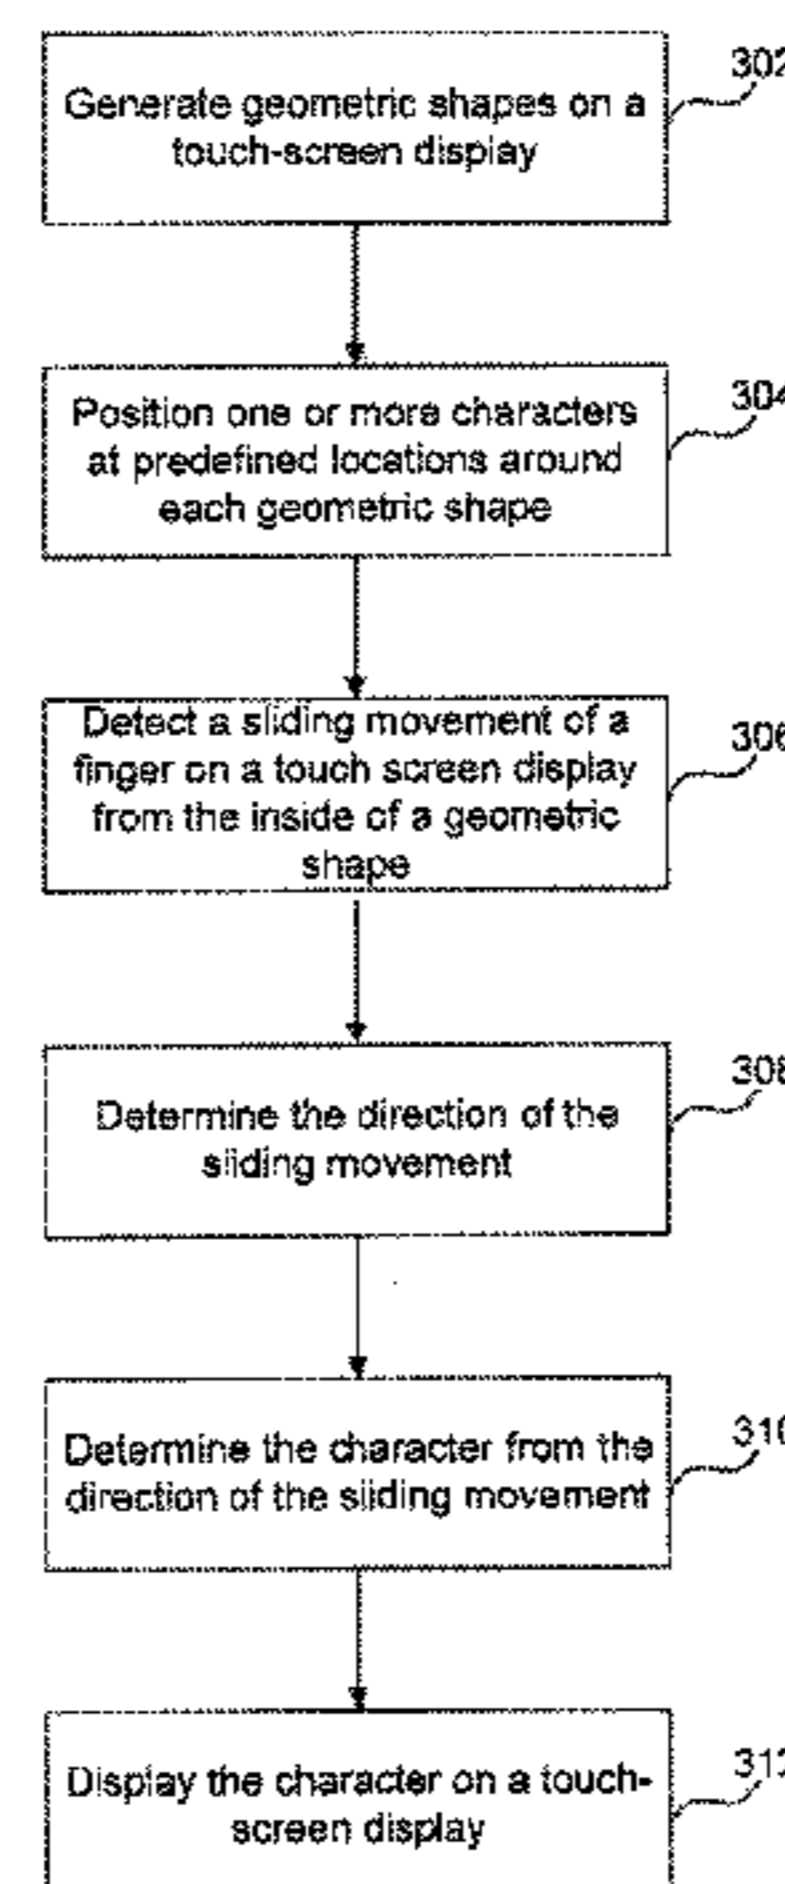 302
Generate geometric shapes on a
touch-screen display
304
Position one or more characters
at predefined locations around
each geometric shape
306
Detect a sliding movement of a
finger on a touch screen display
from the inside of a geometric
shape
308
Determine the direction of the
sliding movement
310
Determine the character from the
direction of the sliding movement
312
Display the character on a touch-
screen display